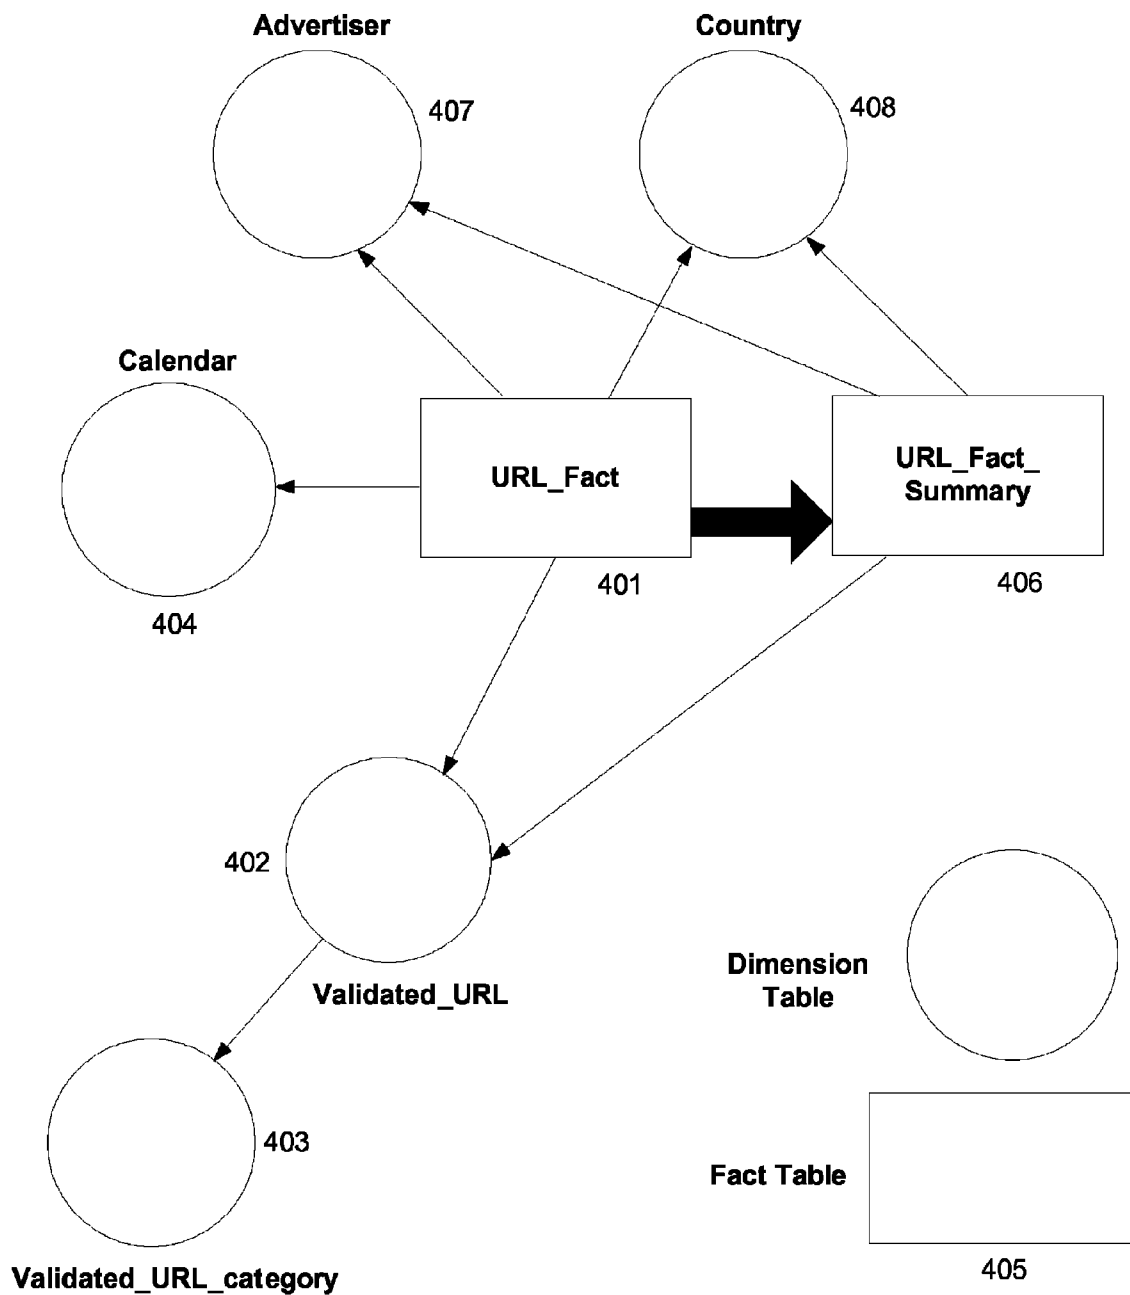 Advertiser
Country
407
408
Calendar
URL_Fact
URL_Fact_
Summary
401
406
404
402
Validated_URL
Dimension
Table
403
Fact Table
Validated_URL_category
405